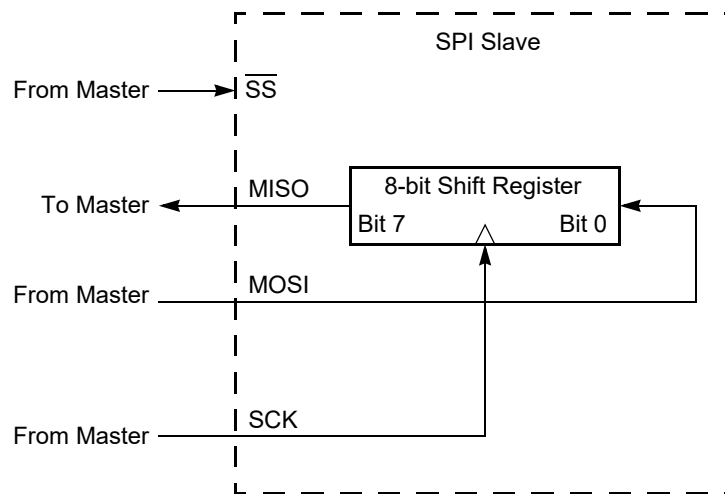 SPI Slave
From Master
S̅S̅
To Master
MISO
8-bit Shift Register
Bit 7
Bit 0
From Master
MOSI
From Master
SCK